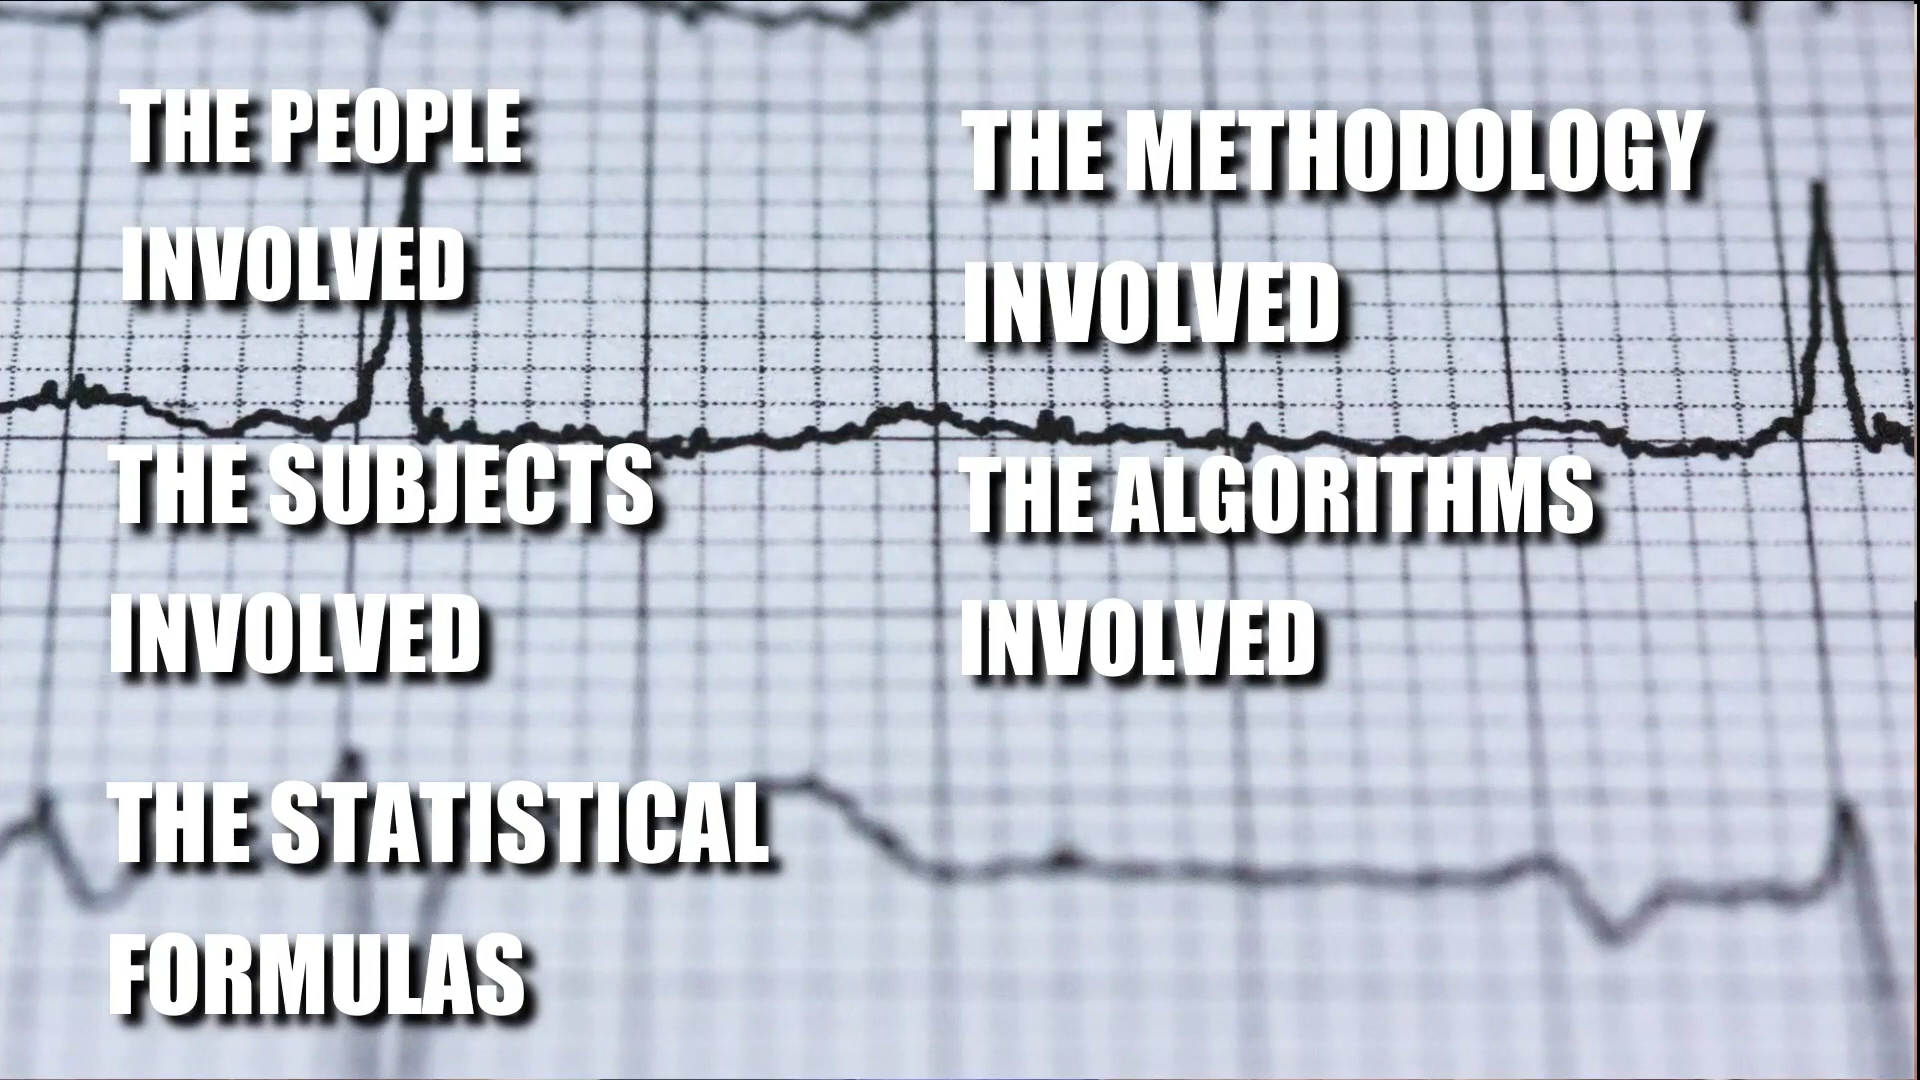 THE PEOPLE
INVOLVED
THE SUBJECTS
INVOLVED
THE STATISTICAL
FORMULAS
THE METHODOLOGY
INVOLVED
THE ALGORITHMS
INVOLVED